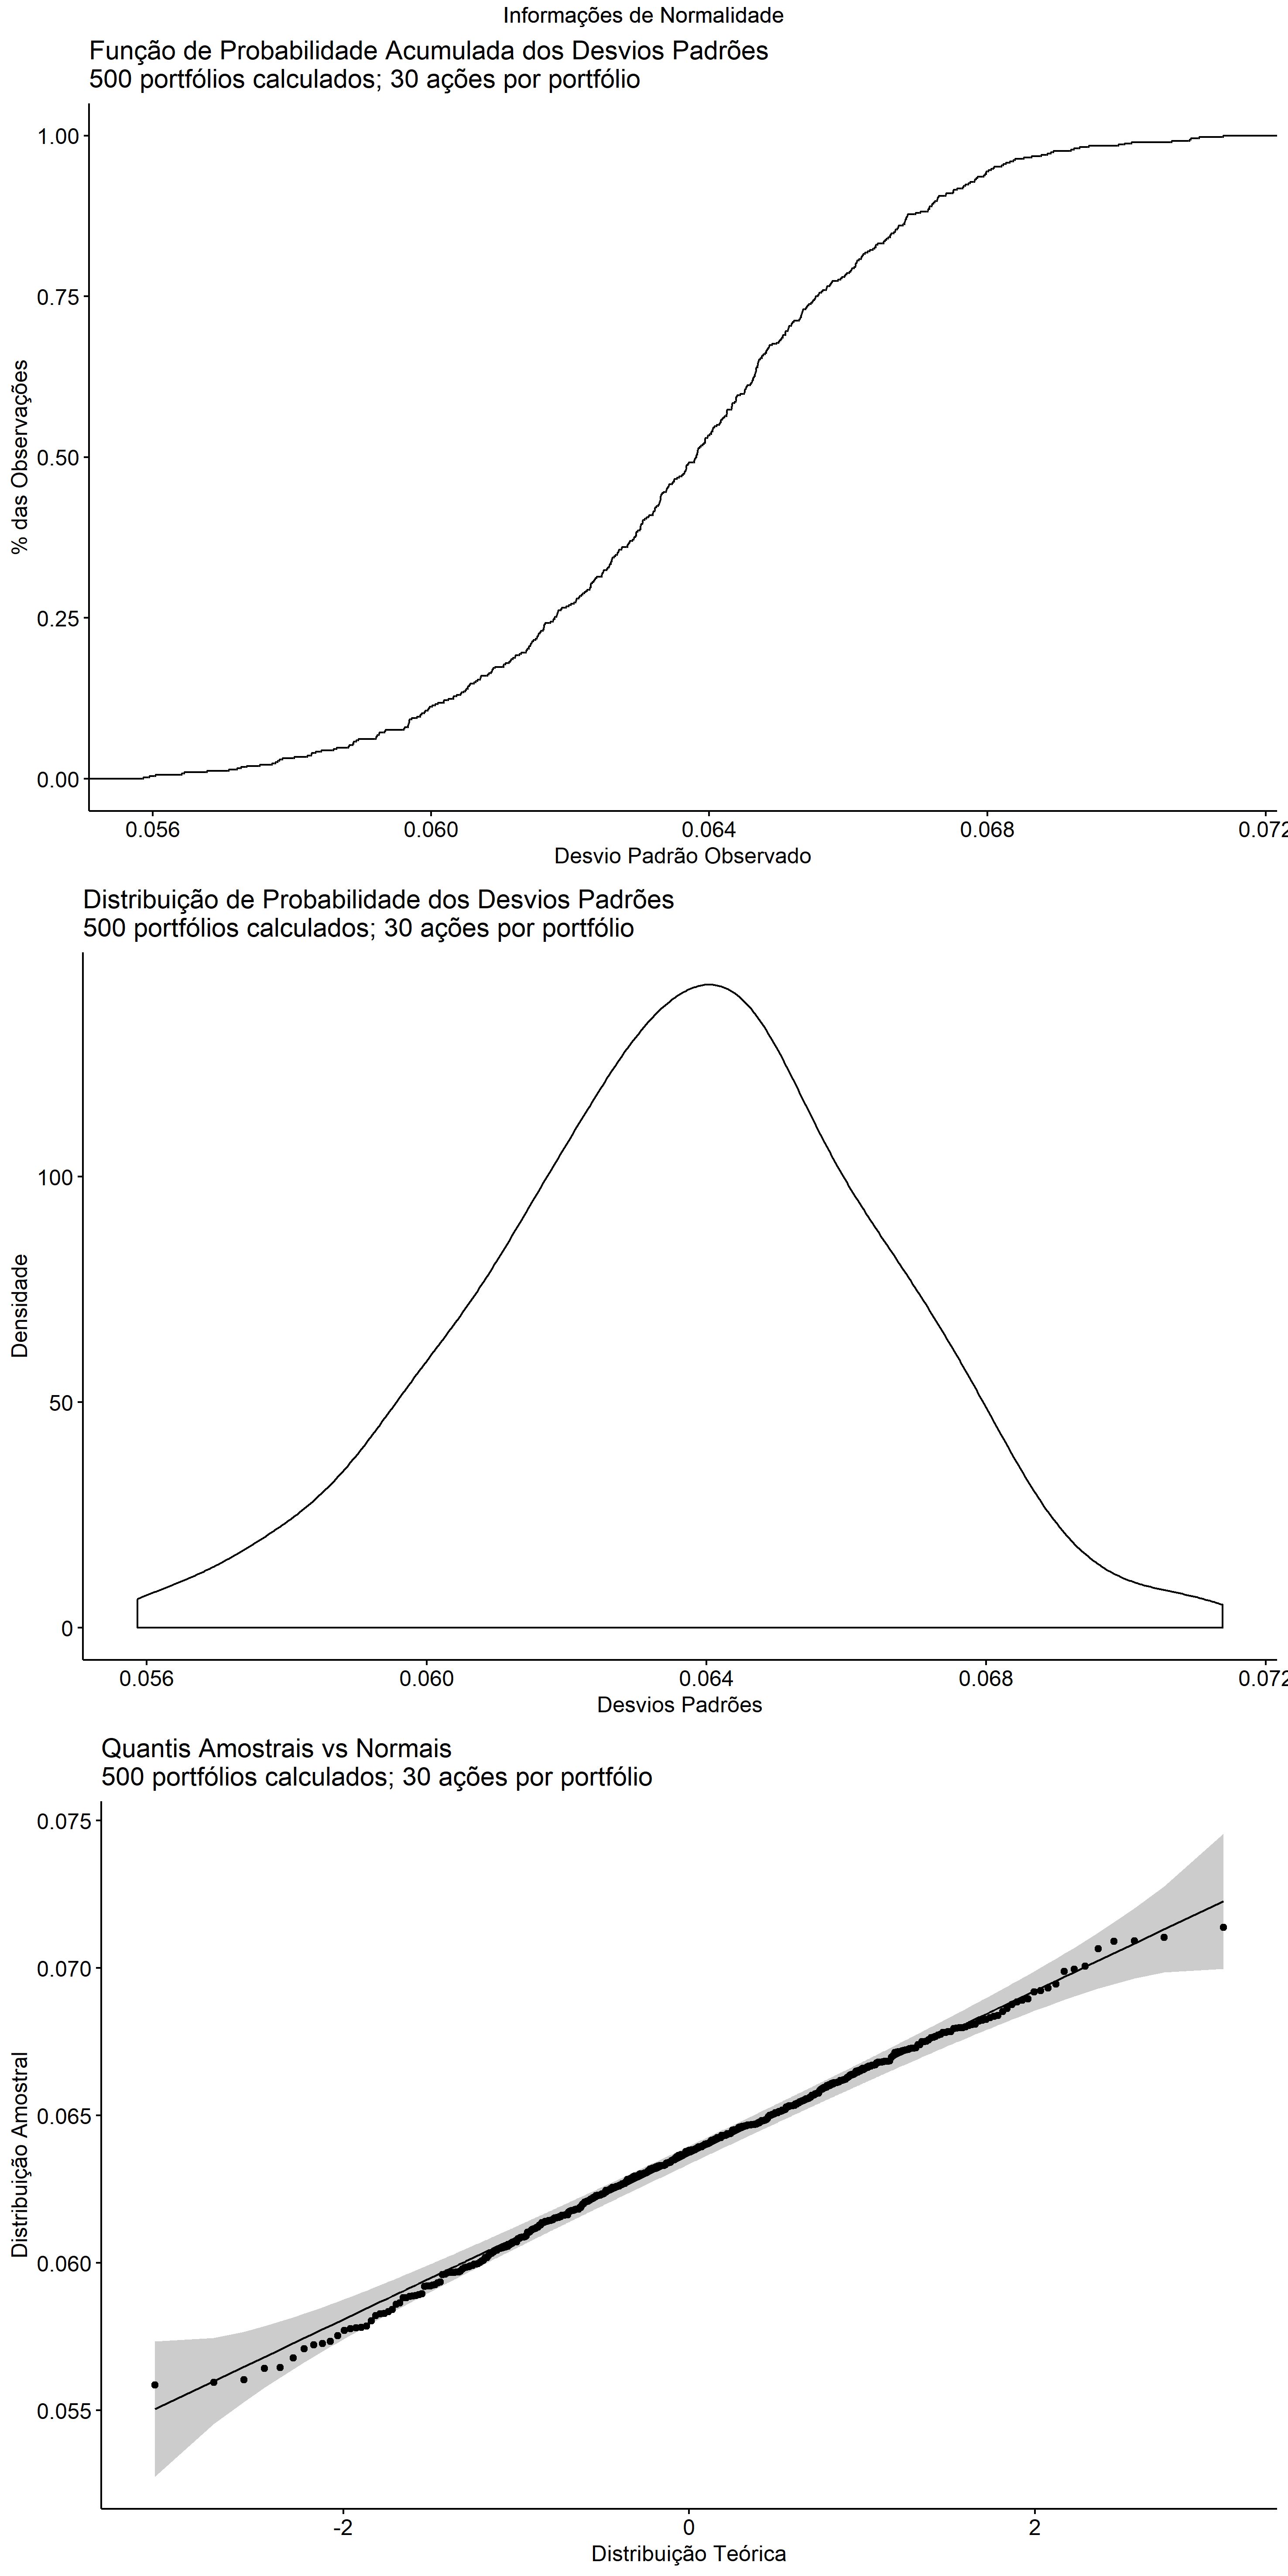 Informações de Normalidade
Função de Probabilidade Acumulada dos Desvios Padrões
500 portfólios calculados; 30 ações por portfólio
1.00
0.75
0.50
0.25
0.00
% das Observações
0.056 0.060 0.064 0.068 0.072
Desvio Padrão Observado
Distribuição de Probabilidade dos Desvios Padrões
500 portfólios calculados; 30 ações por portfólio
100
50
0
Densidade
0.056 0.060 0.064 0.068 0.072
Desvios Padrões
Quantis Amostrais vs Normais
500 portfólios calculados; 30 ações por portfólio
0.075
0.070
0.065
0.060
0.055
Distribuição Amostral
-2 0 2
Distribuição Teórica